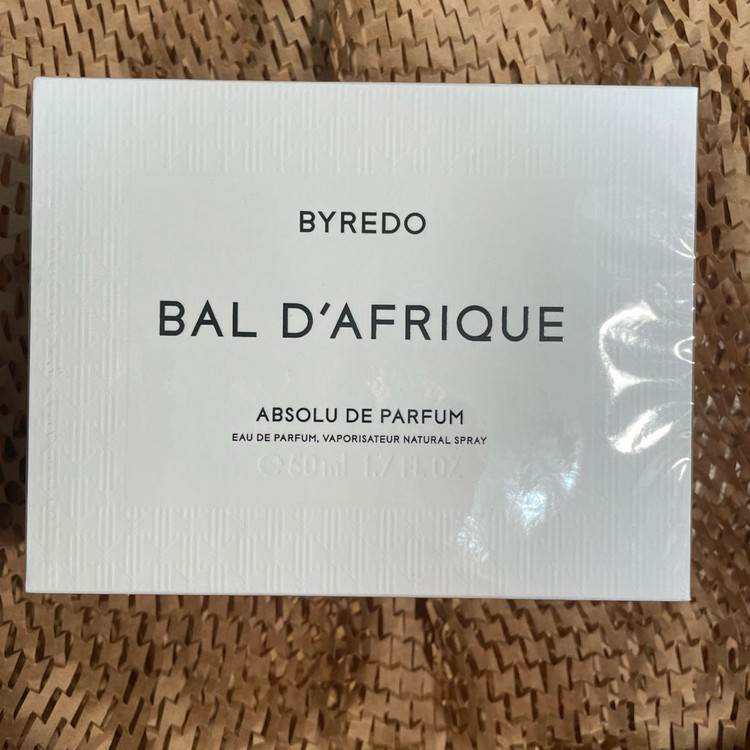 BYREDO
BAL D'AFRIQUE
ABSOLU DE PARFUM
EAU DE PARFUM, VAPORISATEUR NATURAL SPRAY
℮50 ml 1.7 Fl. Oz